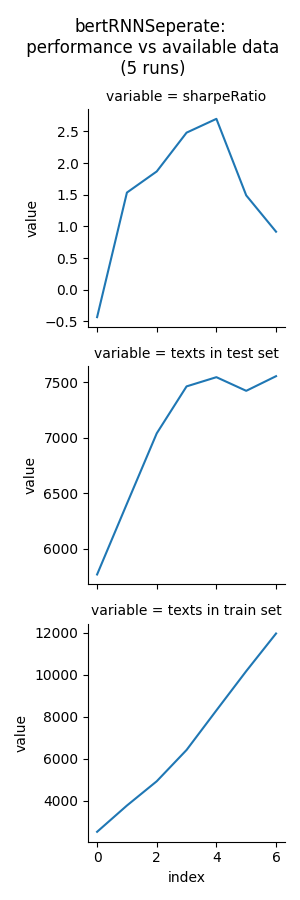 bertRNNSeperate:
performance vs available data
(5 runs)
variable = sharpeRatio
2.5
2.0
1.5
1.0
0.5
0.0
−0.5
value
variable = texts in test set
7500
7000
6500
6000
value
variable = texts in train set
12000
10000
8000
6000
4000
value
0 2 4 6
index